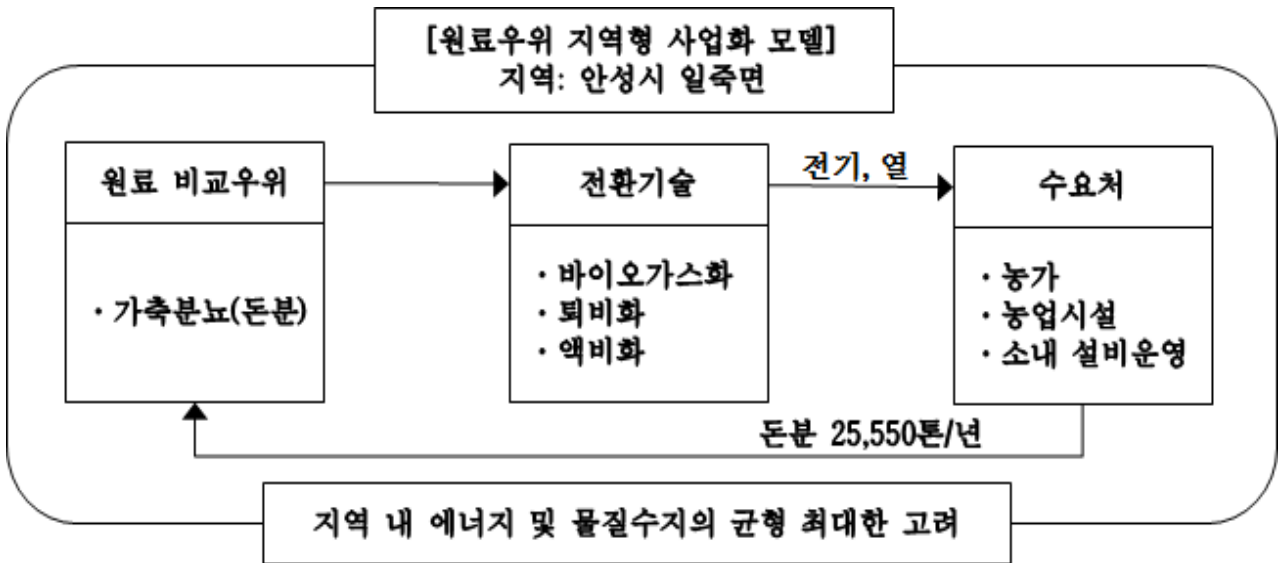 [원료우위 지역형 사업화 모델]
지역: 안성시 일죽면
원료 비교우위
· 가축분뇨(돈분)
전환기술
· 바이오가스화
· 퇴비화
· 액비화
전기, 열
수요처
· 농가
· 농업시설
· 소내 설비운영
돈분 25,550톤/년
지역 내 에너지 및 물질수지의 균형 최대한 고려